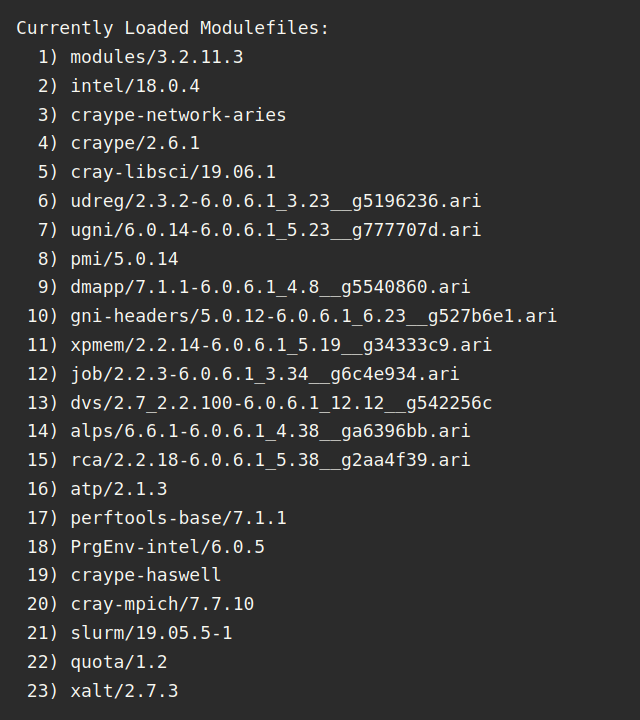 Currently Loaded Modulefiles:
  1) modules/3.2.11.3
  2) intel/18.0.4
  3) craype-network-aries
  4) craype/2.6.1
  5) cray-libsci/19.06.1
  6) udreg/2.3.2-6.0.6.1_3.23__g5196236.ari
  7) ugni/6.0.14-6.0.6.1_5.23__g777707d.ari
  8) pmi/5.0.14
  9) dmapp/7.1.1-6.0.6.1_4.8__g5540860.ari
 10) gni-headers/5.0.12-6.0.6.1_6.23__g527b6e1.ari
 11) xpmem/2.2.14-6.0.6.1_5.19__g34333c9.ari
 12) job/2.2.3-6.0.6.1_3.34__g6c4e934.ari
 13) dvs/2.7_2.2.100-6.0.6.1_12.12__g542256c
 14) alps/6.6.1-6.0.6.1_4.38__ga6396bb.ari
 15) rca/2.2.18-6.0.6.1_5.38__g2aa4f39.ari
 16) atp/2.1.3
 17) perftools-base/7.1.1
 18) PrgEnv-intel/6.0.5
 19) craype-haswell
 20) cray-mpich/7.7.10
 21) slurm/19.05.5-1
 22) quota/1.2
 23) xalt/2.7.3